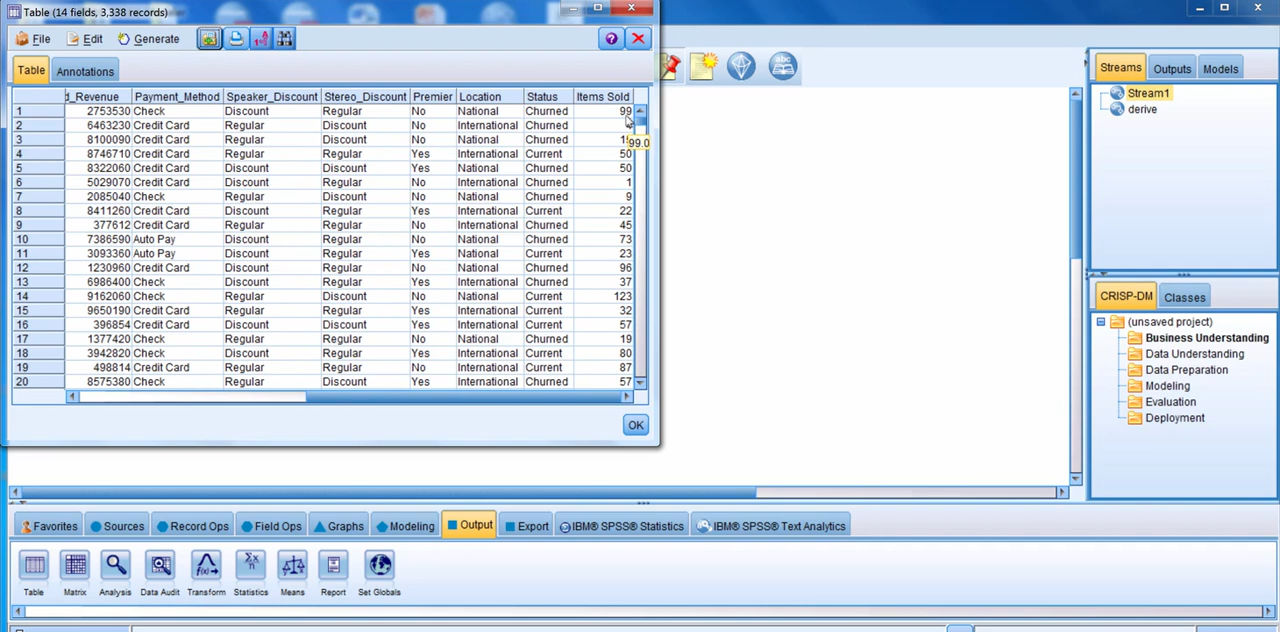 Table (14 fields, 3,338 records)
File Edit Generate
Table Annotations
d_Revenue Payment_Method Speaker_Discount Stereo_Discount Premier Location Status Items Sold
1 2753530 Check Discount Regular No National Churned 99
2 6463230 Credit Card Regular Discount No International Churned
3 8100090 Credit Card Regular Discount No National Churned
4 8746710 Credit Card Regular Regular Yes International Current 50
5 8322060 Credit Card Discount Regular Yes National Churned 50
6 5029070 Credit Card Regular Regular No International Churned 1
7 2085040 Check Regular Regular No National Churned 9
8 8411260 Credit Card Discount Regular Yes International Current 22
9 377612 Credit Card Regular Regular No International Churned 45
10 7386590 Auto Pay Discount Regular No National Churned 73
11 3093360 Auto Pay Discount Regular Yes International Current 23
12 1230960 Credit Card Discount Regular No International Churned 96
13 6986400 Check Discount Regular Yes International Churned 37
14 9162060 Check Regular Discount No National Current 123
15 9650190 Credit Card Regular Discount Yes International Current 32
16 396854 Credit Card Discount Discount Yes International Current 57
17 1377420 Check Regular Regular No National Churned 19
18 3942820 Check Discount Regular Yes International Current 80
19 498814 Credit Card Regular Regular No International Current 87
20 8575380 Check Regular Discount Yes International Churned 57
99.0
OK
Streams Outputs Models
Stream1
derive
CRISP-DM Classes
(unsaved project)
Business Understanding
Data Understanding
Data Preparation
Modeling
Evaluation
Deployment
Favorites Sources Record Ops Field Ops Graphs Modeling Output Export IBM® SPSS® Statistics IBM® SPSS® Text Analytics
Table Matrix Analysis Data Audit Transform Statistics Means Report Set Globals